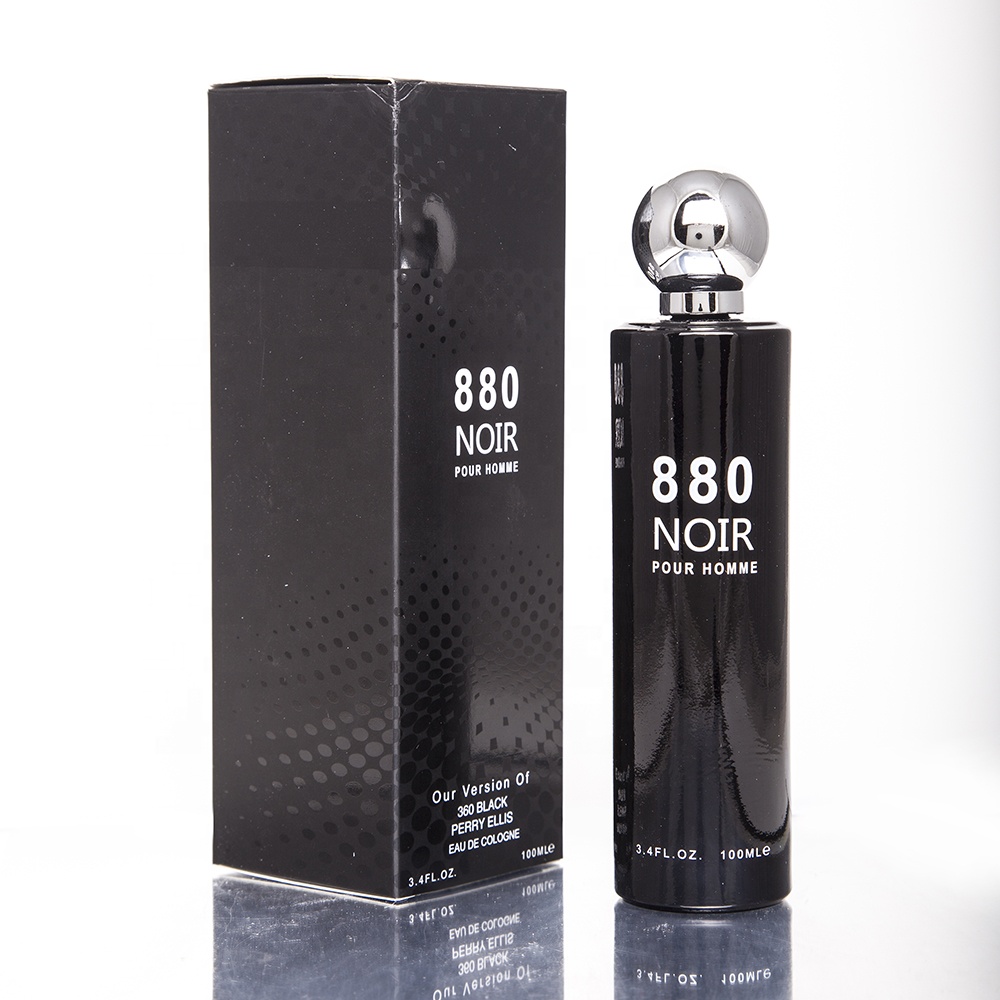 880
NOIR
POUR HOMME
Our Version Of
360 BLACK
PERRY ELLIS
EAU DE COLOGNE
3.4FL.OZ. 100MLe
880
NOIR
POUR HOMME
3.4FL.OZ. 100MLe